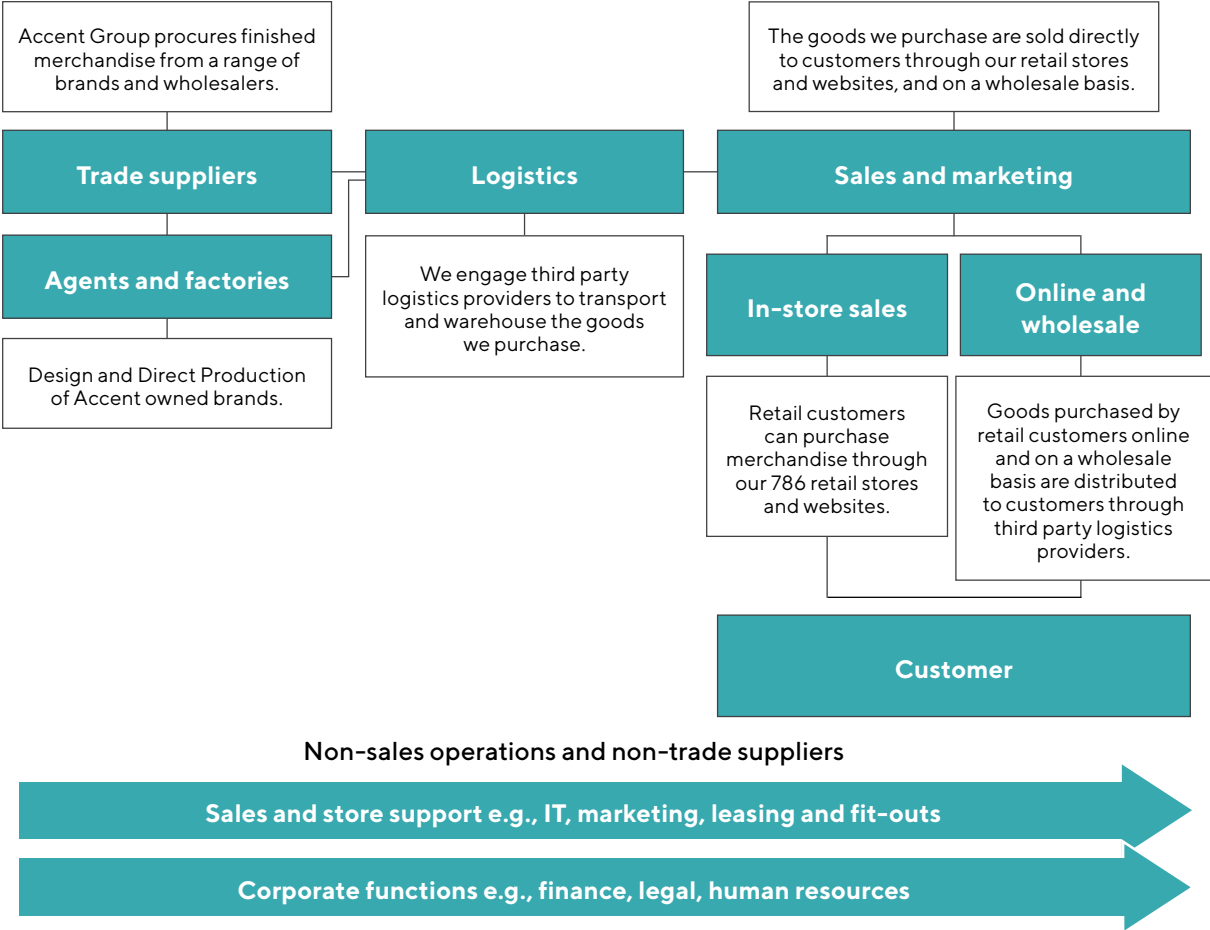 Accent Group procures finished
merchandise from a range of
brands and wholesalers.
The goods we purchase are sold directly
to customers through our retail stores
and websites, and on a wholesale basis.
Trade suppliers
Logistics
Sales and marketing
Agents and factories
We engage third party
logistics providers to transport
and warehouse the goods
we purchase.
In-store sales
Online and
wholesale
Design and Direct Production
of Accent owned brands.
Retail customers
can purchase
merchandise through
our 786 retail stores
and websites.
Goods purchased by
retail customers online
and on a wholesale
basis are distributed
to customers through
third party logistics
providers.
Customer
Non-sales operations and non-trade suppliers
Sales and store support e.g., IT, marketing, leasing and fit-outs
Corporate functions e.g., finance, legal, human resources